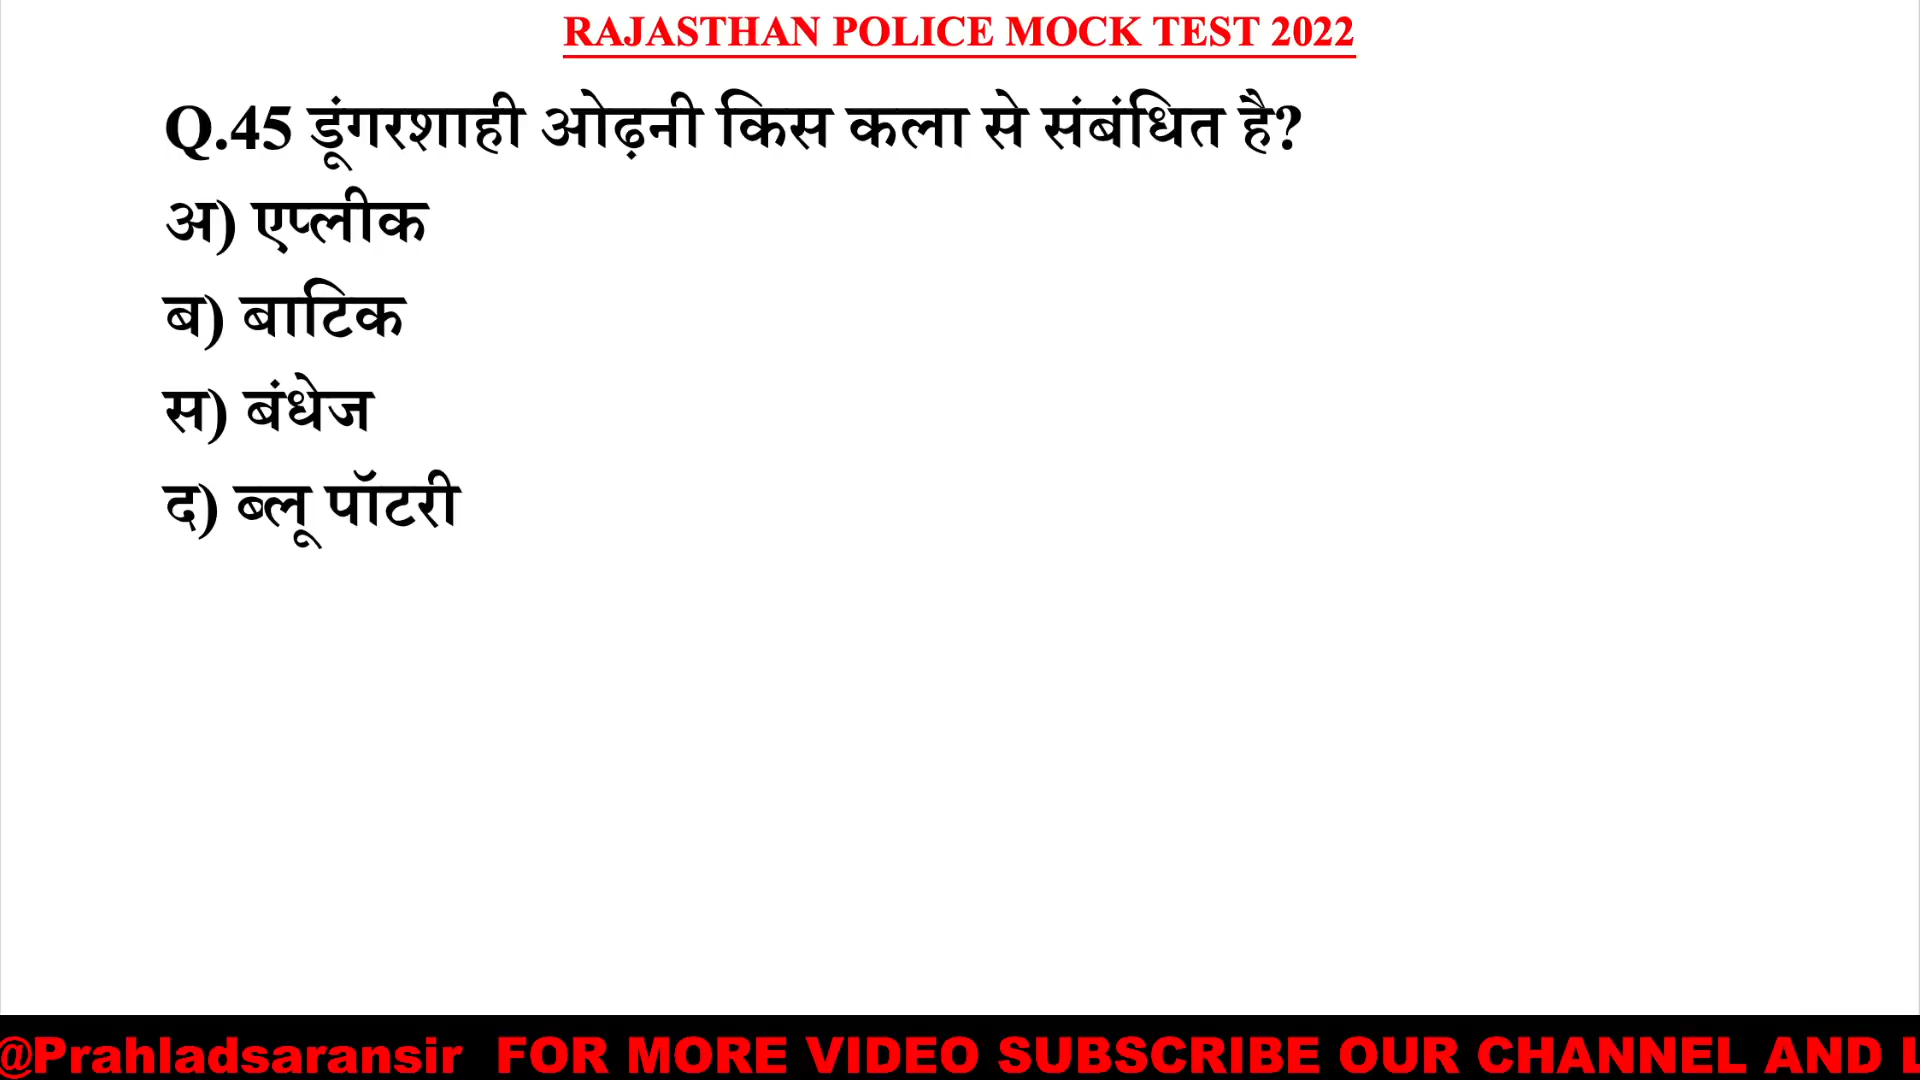 RAJASTHAN POLICE MOCK TEST 2022
Q.45 डूंगरशाही ओढ़नी किस कला से संबंधित है?
अ) एप्लीक
ब) बाटिक
स) बंधेज
द) ब्लू पॉटरी
@Prahladsaransir FOR MORE VIDEO SUBSCRIBE OUR CHANNEL AND